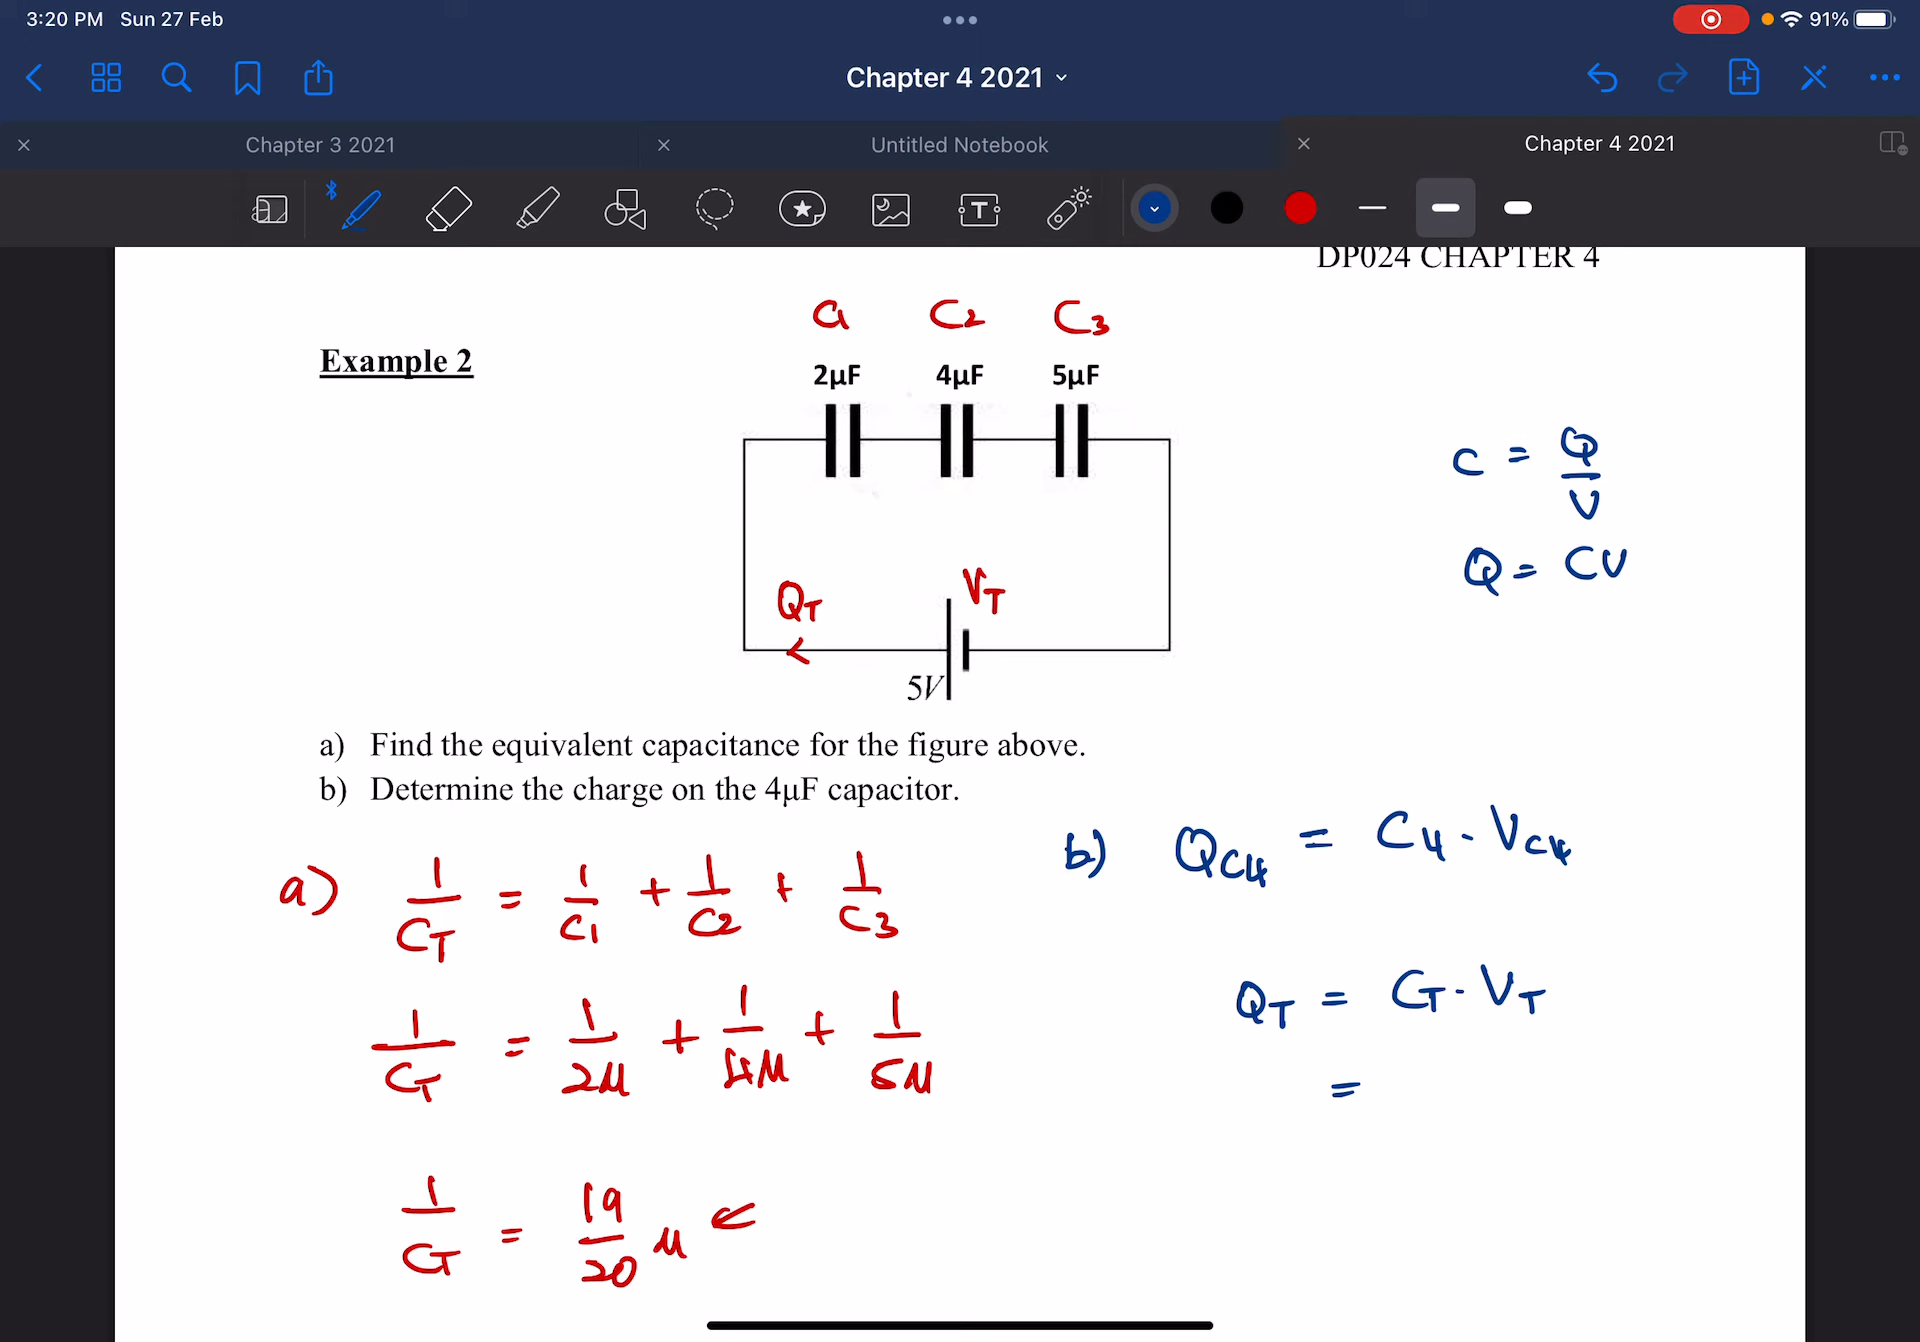 3:20 PM Sun 27 Feb
91%
Chapter 4 2021
Chapter 3 2021
Untitled Notebook
Chapter 4 2021
T
DP024 CHAPTER 4
C1 C2 C3
Example 2
2μF 4μF 5μF
C = Q/V
Q = CV
QT VT
5V
a) Find the equivalent capacitance for the figure above.
b) Determine the charge on the 4μF capacitor.
a) 1/CT = 1/C1 + 1/C2 + 1/C3
1/CT = 1/2μ + 1/4μ + 1/5μ
1/CT = 19/20 μ
b) QC4 = C4 · VC4
QT = CT · VT
=